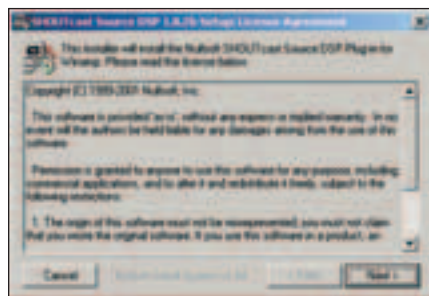 SHOUTcast Source DSP 1.8.2b Setup: License Agreement
This installer will install the Nullsoft SHOUTcast Source DSP Plug-in for
Winamp. Please read the license below.
Copyright (C) 1999-2001 Nullsoft, Inc.
This software is provided 'as-is', without any express or implied warranty. In no
event will the authors be held liable for any damages arising from the use of this
software.
Permission is granted to anyone to use this software for any purpose, including
commercial applications, and to alter it and redistribute it freely, subject to the
following restrictions:
1. The origin of this software must not be misrepresented; you must not claim
that you wrote the original software. If you use this software in a product, an
Cancel
Next >